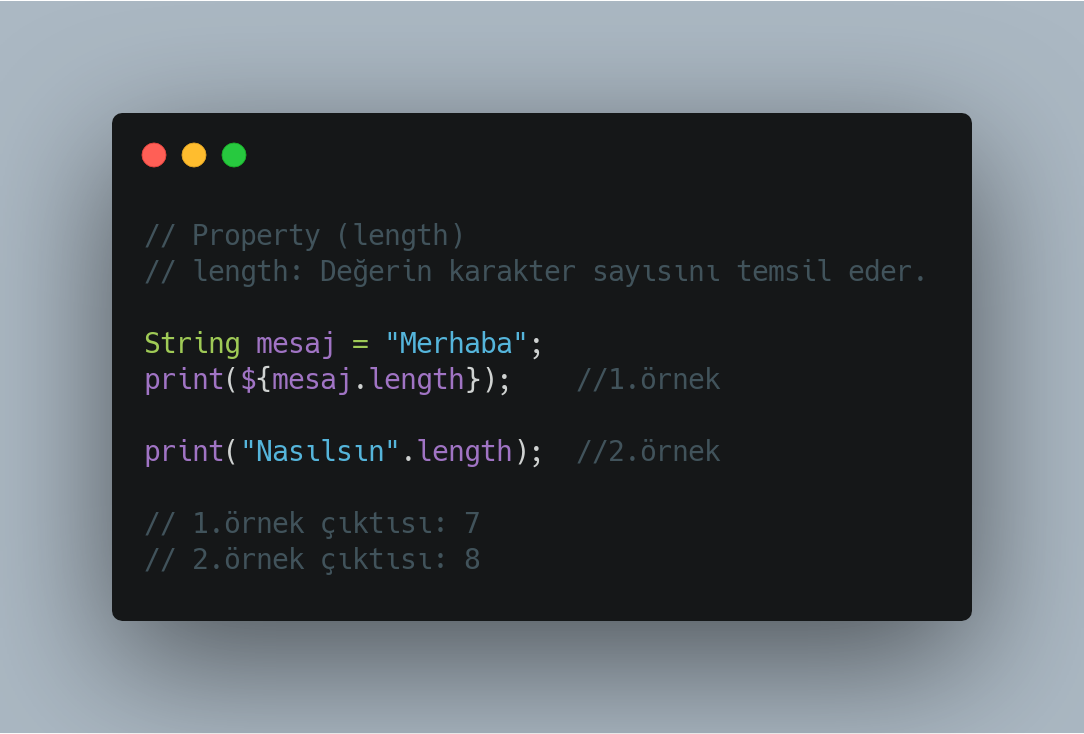 // Property (length)
// length: Değerin karakter sayısını temsil eder.
String mesaj = "Merhaba";
print(${mesaj.length});    //1.örnek
print("Nasılsın".length);  //2.örnek
// 1.örnek çıktısı: 7
// 2.örnek çıktısı: 8